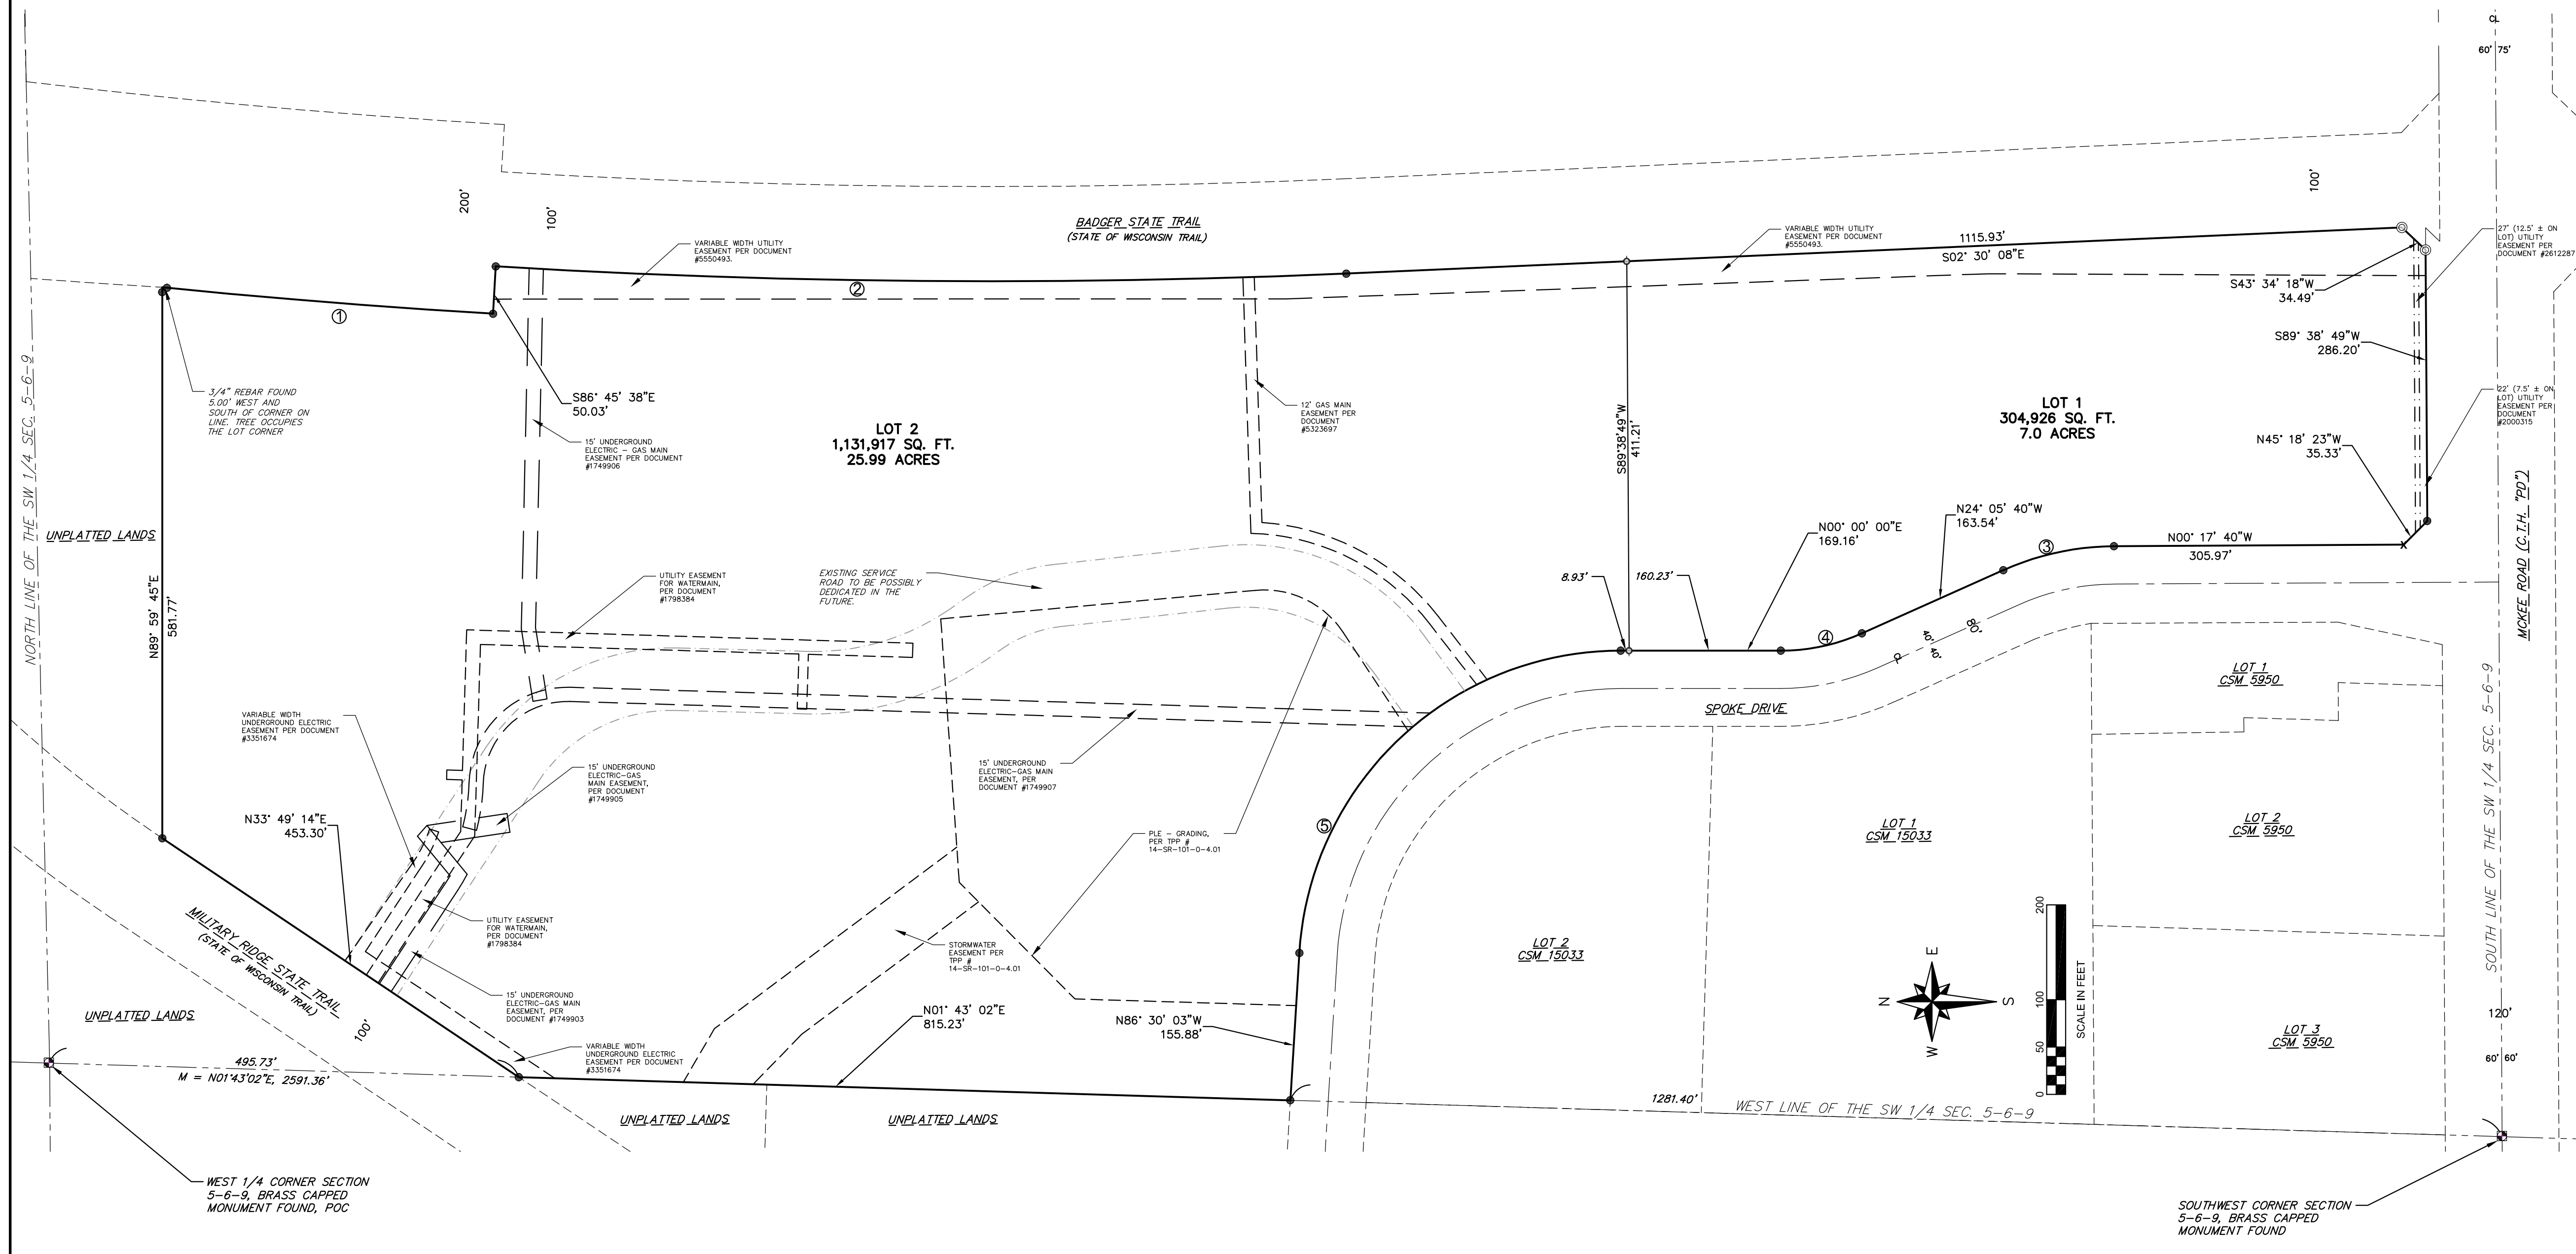 ℄
60' 75'
200'
100'
BADGER STATE TRAIL
(STATE OF WISCONSIN TRAIL)
100'
VARIABLE WIDTH UTILITY
EASEMENT PER DOCUMENT
#5550493.
VARIABLE WIDTH UTILITY
EASEMENT PER DOCUMENT
#5550493.
1115.93'
S02° 30' 08"E
27' (12.5' ± ON
LOT) UTILITY
EASEMENT PER
DOCUMENT #2612287
S43° 34' 18"W
34.49'
1
2
S89° 38' 49"W
286.20'
3/4" REBAR FOUND
5.00' WEST AND
SOUTH OF CORNER ON
LINE. TREE OCCUPIES
THE LOT CORNER
S86° 45' 38"E
50.03'
12' GAS MAIN
EASEMENT PER
DOCUMENT
#5323697
22' (7.5' ± ON
LOT) UTILITY
EASEMENT PER
DOCUMENT
#2000315
LOT 1
304,926 SQ. FT.
7.0 ACRES
LOT 2
1,131,917 SQ. FT.
25.99 ACRES
15' UNDERGROUND
ELECTRIC – GAS MAIN
EASEMENT PER DOCUMENT
#1749906
S89°38'49"W
411.21'
N45° 18' 23"W
35.33'
NORTH LINE OF THE SW 1/4 SEC. 5-6-9
UNPLATTED LANDS
N89° 59' 45"E
581.77'
MCKEE ROAD (C.T.H. "PD")
N24° 05' 40"W
163.54'
N00° 00' 00"E
169.16'
3
N00° 17' 40"W
305.97'
UTILITY EASEMENT
FOR WATERMAIN,
PER DOCUMENT
#1798384
EXISTING SERVICE
ROAD TO BE POSSIBLY
DEDICATED IN THE
FUTURE.
8.93'
160.23'
4
80'
40'
40'
℄
LOT 1
CSM 5950
SPOKE DRIVE
VARIABLE WIDTH
UNDERGROUND ELECTRIC
EASEMENT PER DOCUMENT
#3351674
15' UNDERGROUND
ELECTRIC-GAS
MAIN EASEMENT,
PER DOCUMENT
#1749905
15' UNDERGROUND
ELECTRIC-GAS MAIN
EASEMENT, PER
DOCUMENT #1749907
N33° 49' 14"E
453.30'
PLE – GRADING,
PER TPP #
14-SR-101-0-4.01
5
LOT 1
CSM 15033
LOT 2
CSM 5950
SOUTH LINE OF THE SW 1/4 SEC. 5-6-9
MILITARY RIDGE STATE TRAIL
(STATE OF WISCONSIN TRAIL)
100'
UTILITY EASEMENT
FOR WATERMAIN,
PER DOCUMENT
#1798384
STORMWATER
EASEMENT PER
TPP #
14-SR-101-0-4.01
LOT 2
CSM 15033
N
E
S
W
0 50 100 200
SCALE IN FEET
15' UNDERGROUND
ELECTRIC-GAS MAIN
EASEMENT, PER
DOCUMENT #1749903
N01° 43' 02"E
815.23'
N86° 30' 03"W
155.88'
UNPLATTED LANDS
120'
LOT 3
CSM 5950
60' 60'
495.73'
M = N01°43'02"E, 2591.36'
VARIABLE WIDTH
UNDERGROUND ELECTRIC
EASEMENT PER DOCUMENT
#3351674
1281.40'
WEST LINE OF THE SW 1/4 SEC. 5-6-9
UNPLATTED LANDS
UNPLATTED LANDS
WEST 1/4 CORNER SECTION
5-6-9, BRASS CAPPED
MONUMENT FOUND, POC
SOUTHWEST CORNER SECTION
5-6-9, BRASS CAPPED
MONUMENT FOUND